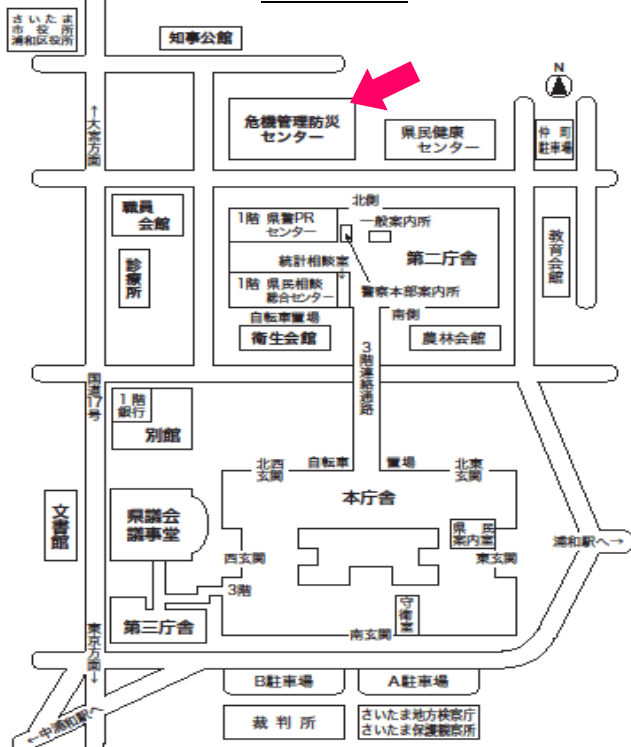 さいたま
市役所
浦和区役所
知事公館
N
↑大宮方面
危機管理防災
センター
県民健康
センター
仲町
駐車場
職員
会館
北側
1階 県警PR
センター
一般案内所
第二庁舎
教育会館
診療所
統計相談室→
1階 県民相談
総合センター
警察本部案内所
自転車置場
南側
衛生会館
農林会館
3階連絡通路
国道17号
1階
銀行
別館
北西
玄関
自転車
置場
北東
玄関
本庁舎
文書館
県議会
議事堂
県民
案内室
浦和駅へ→
西玄関
東玄関
3階
守衛室
第三庁舎
南玄関
東京方面→
B駐車場
A駐車場
←中浦和駅へ
裁判所
さいたま地方検察庁
さいたま保護観察所